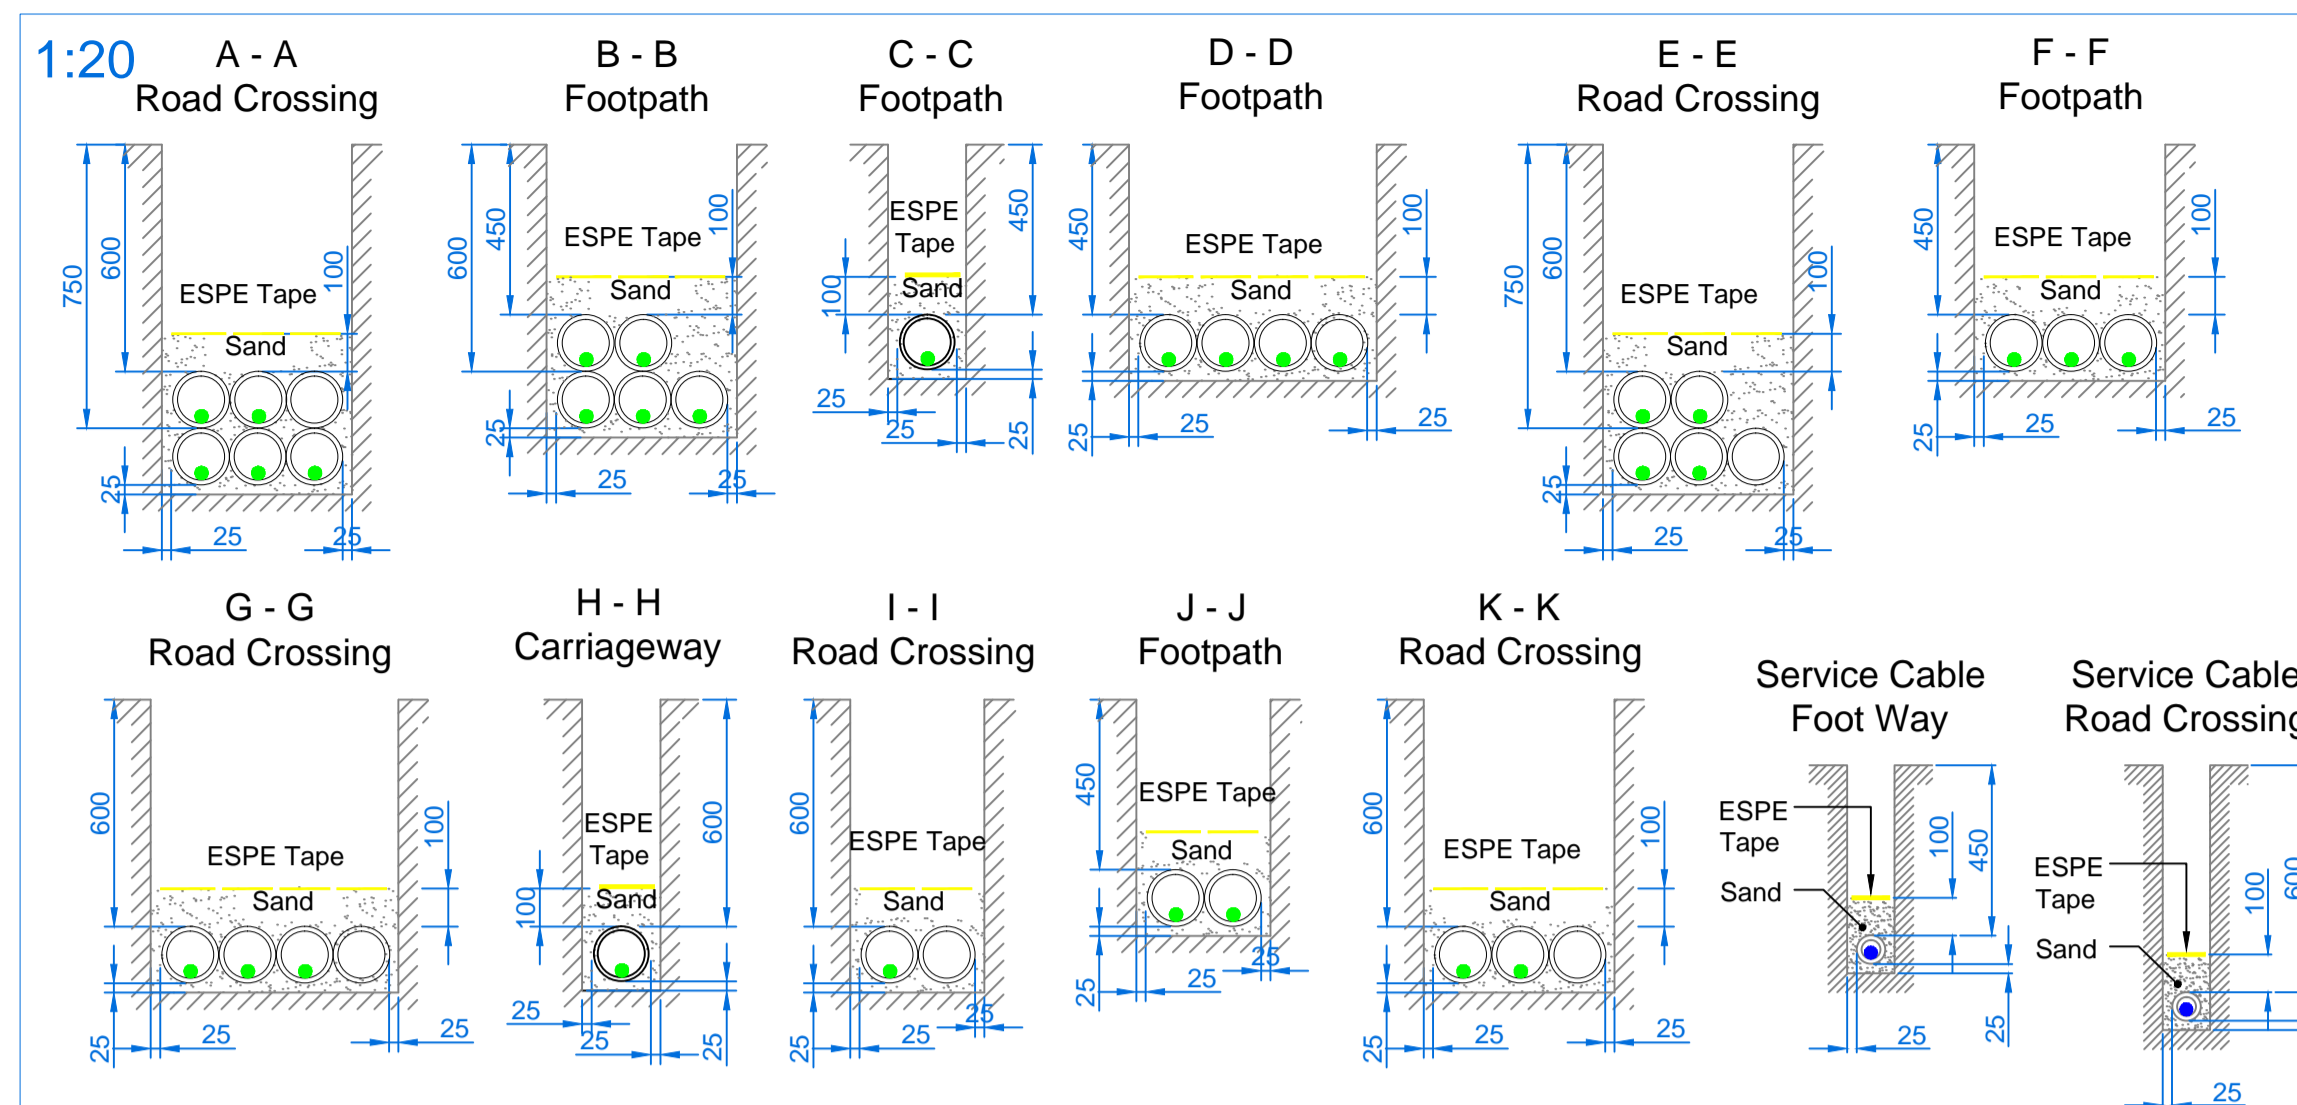 1:20
A - A
Road Crossing
750
600
100
ESPE Tape
Sand
25
25
25
B - B
Footpath
600
450
100
ESPE Tape
Sand
25
25
25
C - C
Footpath
ESPE
Tape
Sand
450
100
25
25
25
D - D
Footpath
450
100
ESPE Tape
Sand
25
25
25
E - E
Road Crossing
750
600
100
ESPE Tape
Sand
25
25
25
F - F
Footpath
450
100
ESPE Tape
Sand
25
25
25
G - G
Road Crossing
600
100
ESPE Tape
Sand
25
25
25
H - H
Carriageway
ESPE
Tape
Sand
600
100
25
25
25
I - I
Road Crossing
600
ESPE Tape
Sand
25
25
25
J - J
Footpath
450
ESPE Tape
Sand
25
25
25
K - K
Road Crossing
600
100
ESPE Tape
Sand
25
25
25
Service Cable
Foot Way
ESPE
Tape
Sand
100
450
25
25
Service Cable
Road Crossing
ESPE
Tape
Sand
100
600
25